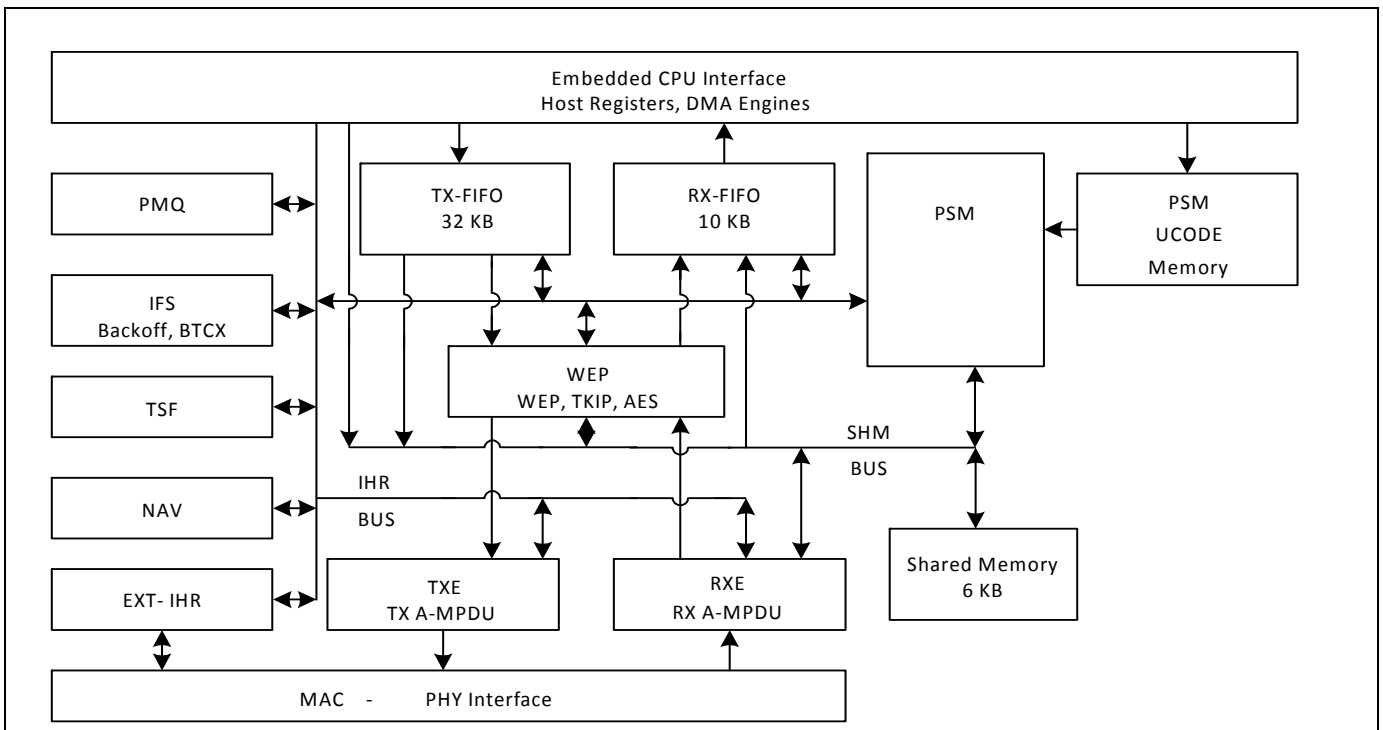 Embedded CPU Interface
Host Registers, DMA Engines
TX-FIFO
32 KB
RX-FIFO
10 KB
PSM
PSM
UCODE
Memory
PMQ
IFS
Backoff, BTCX
TSF
NAV
EXT- IHR
WEP
WEP, TKIP, AES
SHM
BUS
IHR
BUS
TXE
TX A-MPDU
RXE
RX A-MPDU
Shared Memory
6 KB
MAC - PHY Interface